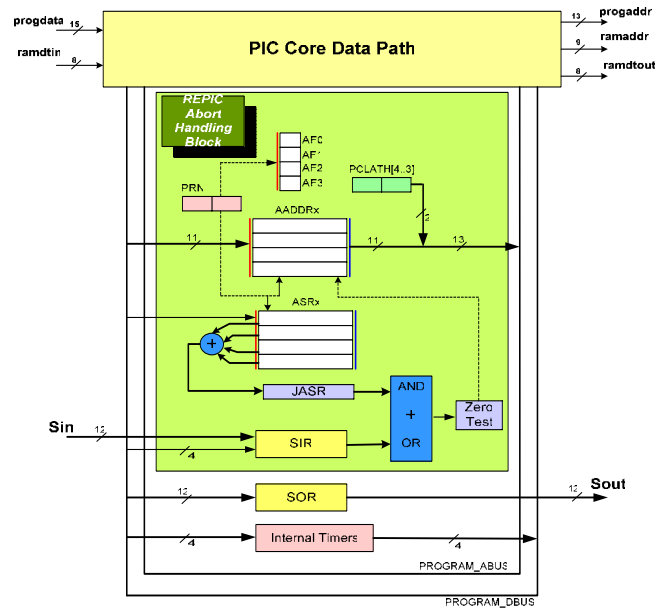 progdata
15
ramdtin
8
PIC Core Data Path
13
progaddr
9
ramaddr
8
ramdtout
REPIC
Abort
Handling
Block
AF0
AF1
AF2
AF3
PRN
PCLATH[4..3]
2
AADDRx
11
11
13
ASRx
+
JASR
AND
+
OR
Zero
Test
Sin
12
4
SIR
12
SOR
12
Sout
4
Internal Timers
4
PROGRAM_ABUS
PROGRAM_DBUS